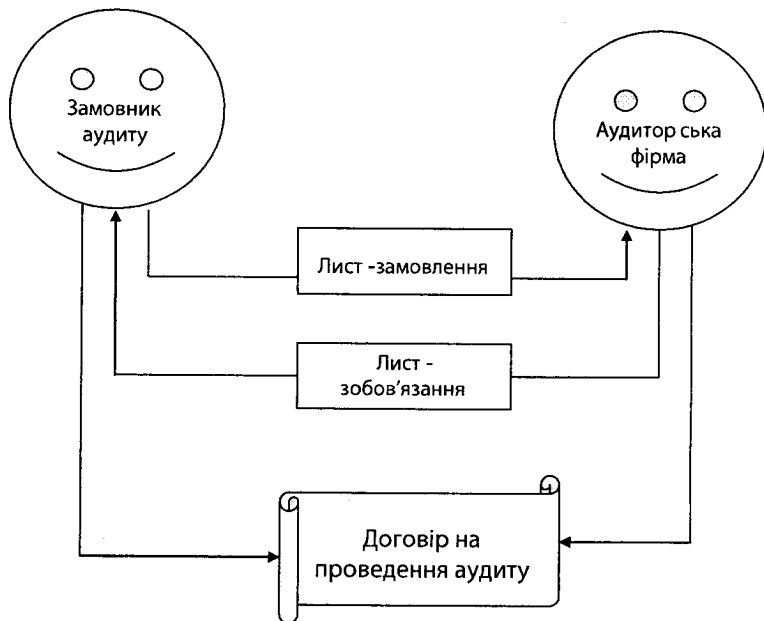 Замовник
аудиту
Аудитор ська
фірма
Лист -замовлення
Лист -
зобов'язання
Договір на
проведення аудиту